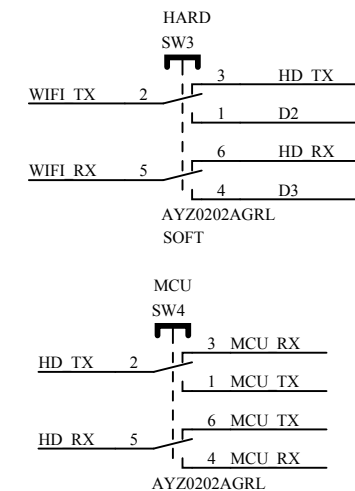 HARD
SW3
3 HD_TX
WIFI_TX 2
1 D2
6 HD_RX
WIFI_RX 5
4 D3
AYZ0202AGRL
SOFT
MCU
SW4
3 MCU_RX
HD_TX 2
1 MCU_TX
6 MCU_TX
HD_RX 5
4 MCU_RX
AYZ0202AGRL